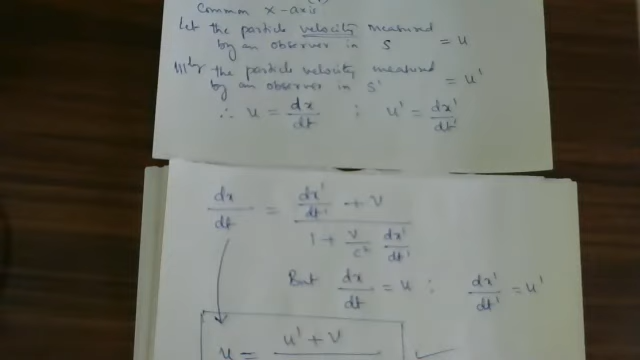 Common x-axis
Let the particle velocity measured
by an observer in S = u
|||ly the particle velocity measured
by an observer in S' = u'
∴ u = dx/dt ; u' = dx'/dt'
dx/dt = (dx'/dt' + v) / (1 + v/c² dx'/dt')
But dx/dt = u ; dx'/dt' = u'
u = u' + v